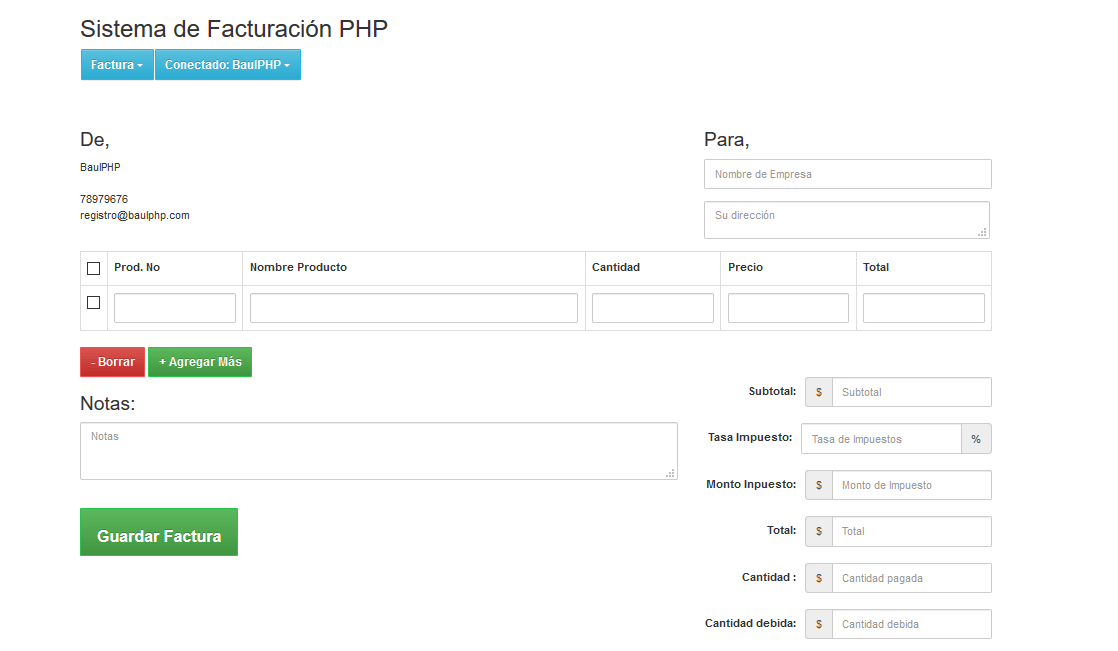 Sistema de Facturación PHP
Factura
Conectado: BaulPHP
De,
BaulPHP
78979676
registro@baulphp.com
Para,
Nombre de Empresa
Su dirección
Prod. No
Nombre Producto
Cantidad
Precio
Total
- Borrar
+ Agregar Más
Notas:
Notas
Guardar Factura
Subtotal:
$
Subtotal
Tasa Impuesto:
Tasa de Impuestos
%
Monto Inpuesto:
$
Monto de Impuesto
Total:
$
Total
Cantidad :
$
Cantidad pagada
Cantidad debida:
$
Cantidad debida